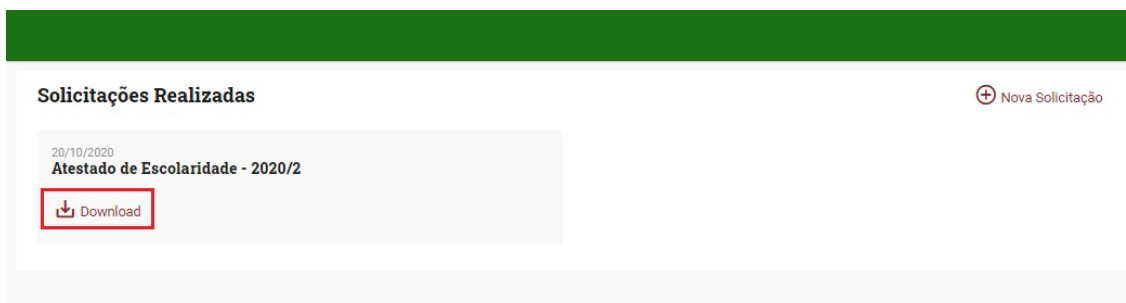 Solicitações Realizadas
Nova Solicitação
20/10/2020
Atestado de Escolaridade - 2020/2
Download